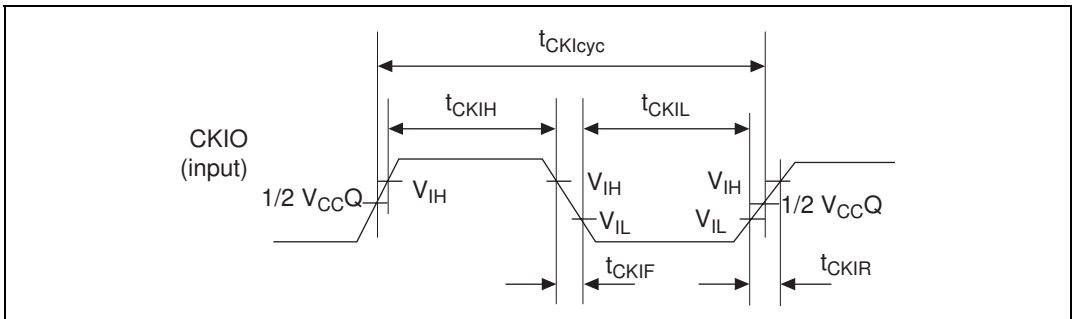 tCKIcyc
tCKIH
tCKIL
CKIO
(input)
1/2 VCCQ
VIH
VIH
VIL
VIH
VIL
1/2 VCCQ
tCKIF
tCKIR